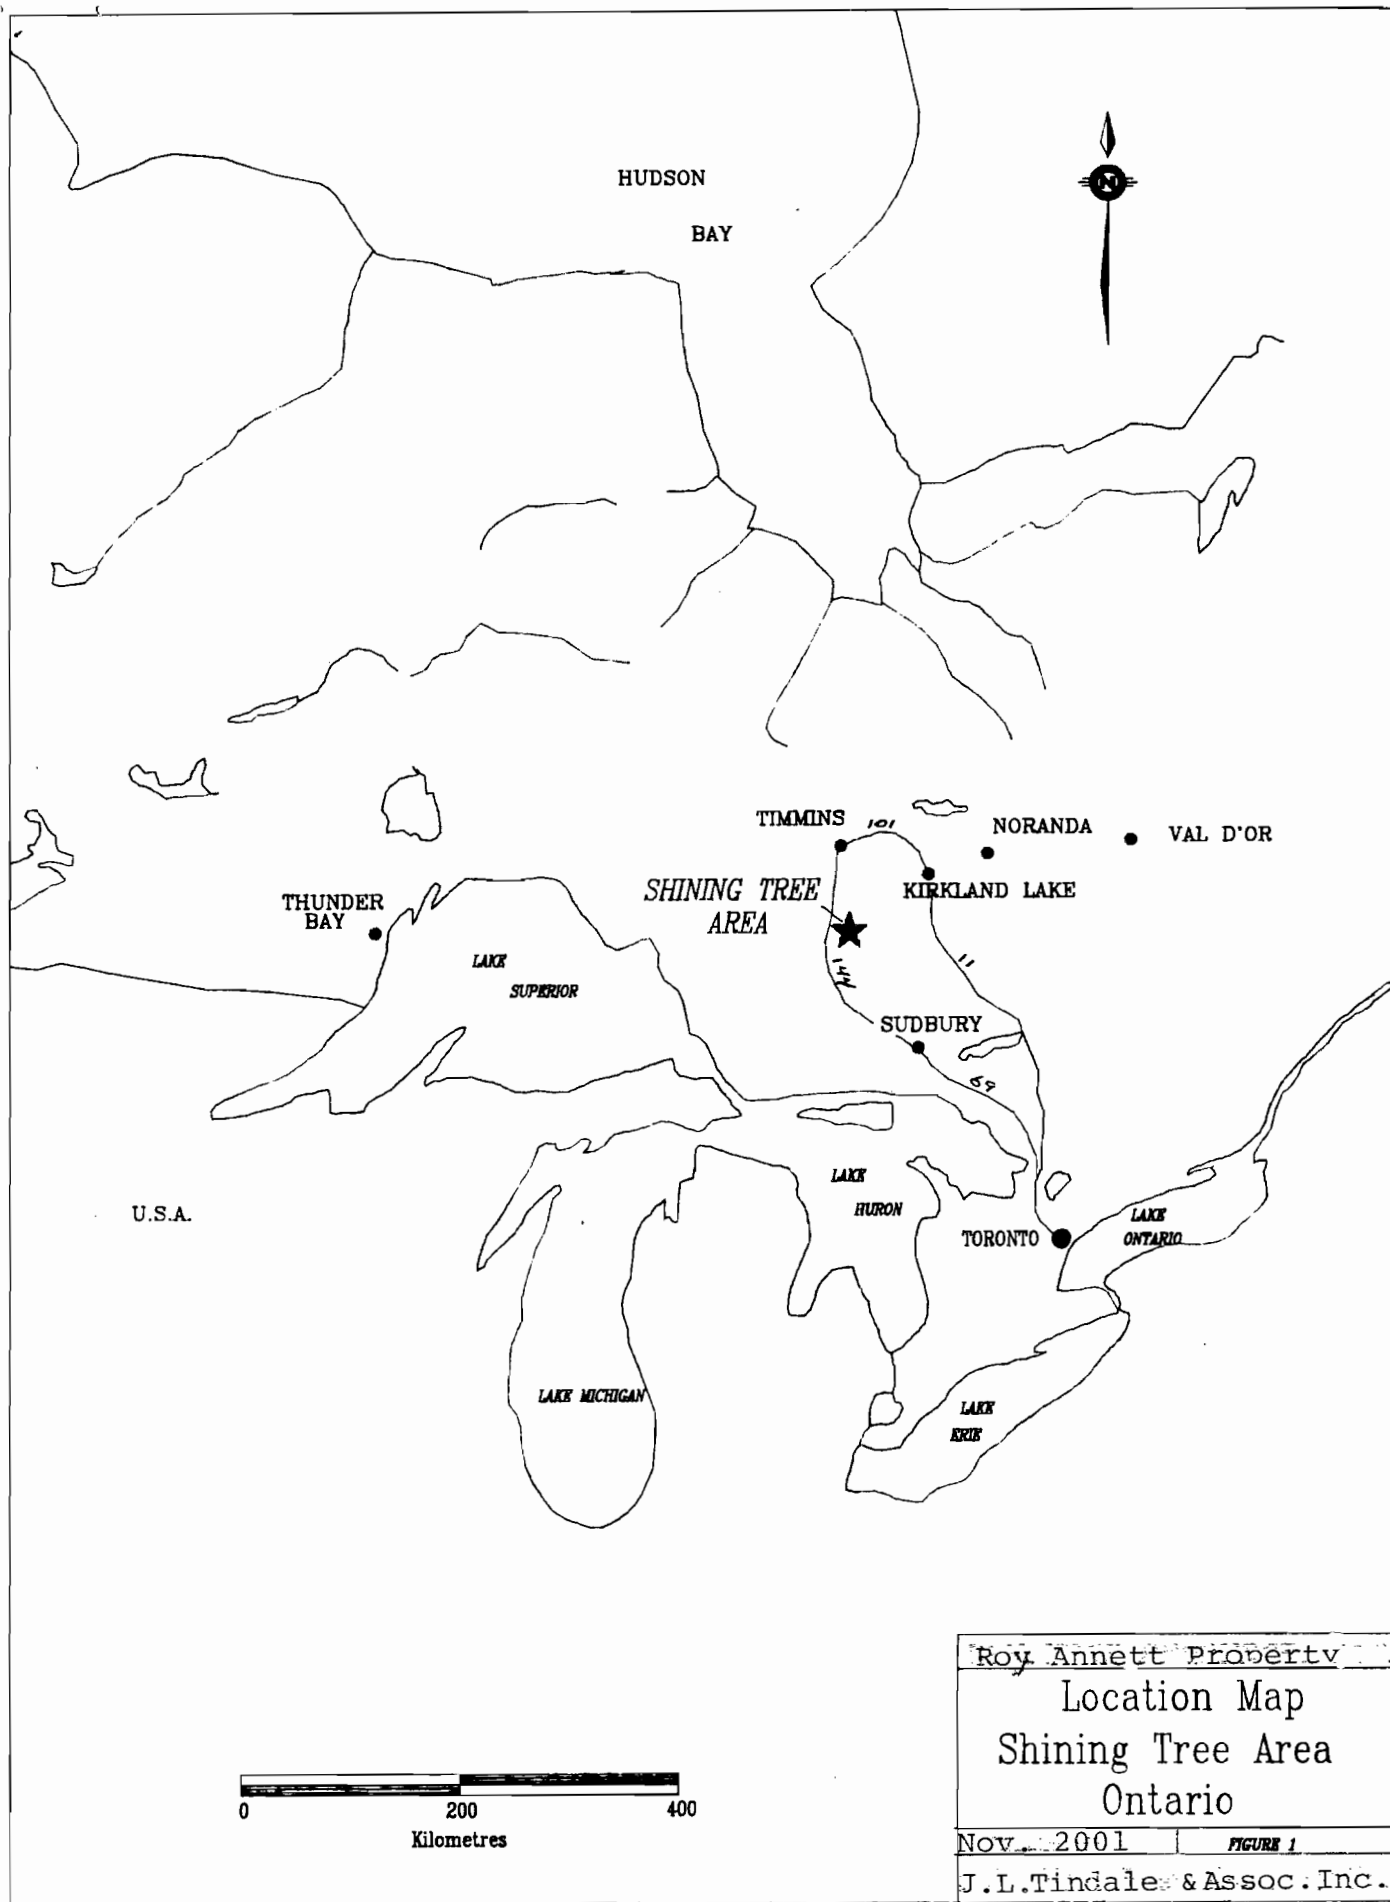 HUDSON
BAY
N
TIMMINS
101
NORANDA
VAL D'OR
KIRKLAND LAKE
SHINING TREE
AREA
THUNDER
BAY
LAKE
SUPERIOR
144
11
SUDBURY
69
LAKE
HURON
U.S.A.
TORONTO
LAKE
ONTARIO
LAKE MICHIGAN
LAKE
ERIE
Roy Annett Property
Location Map
Shining Tree Area
Ontario
Nov. 2001
FIGURE 1
J.L.Tindale & Assoc.Inc.
0
200
400
Kilometres